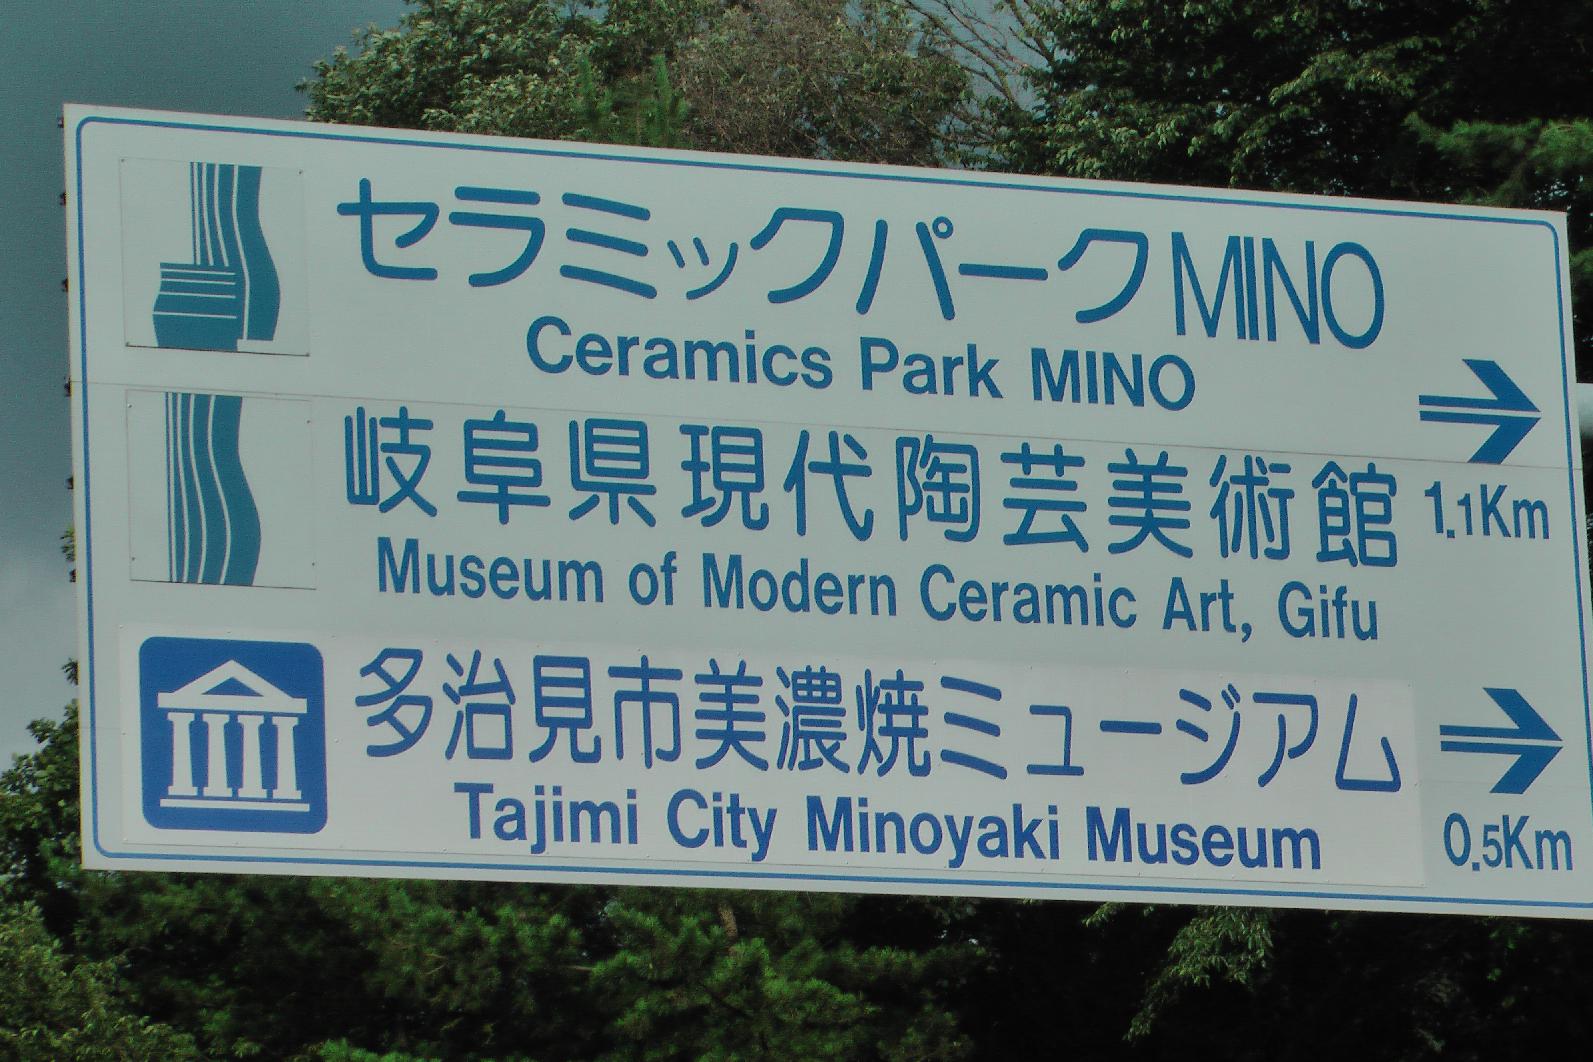 セラミックパークMINO
Ceramics Park MINO
岐阜県現代陶芸美術館
1.1Km
Museum of Modern Ceramic Art, Gifu
多治見市美濃焼ミュージアム
Tajimi City Minoyaki Museum
0.5Km